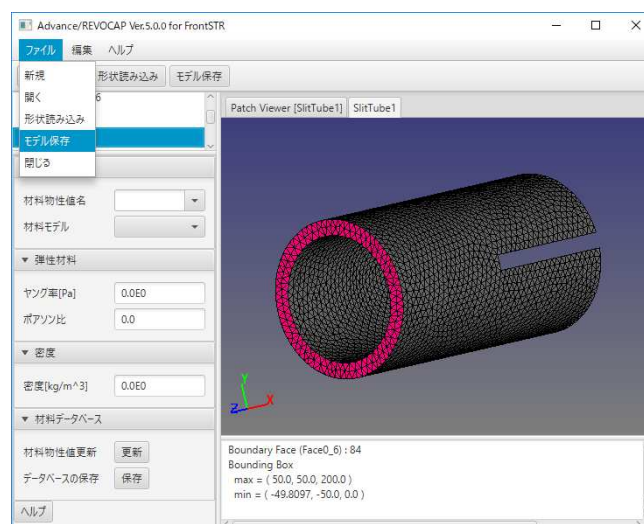 Advance/REVOCAP Ver.5.0.0 for FrontSTR
ファイル 編集 ヘルプ
形状読み込み モデル保存
新規
開く
形状読み込み
モデル保存
閉じる
6
Patch Viewer [SlitTube1] SlitTube1
材料物性値名
材料モデル
▼ 弾性材料
ヤング率[Pa] 0.0E0
ポアソン比 0.0
▼ 密度
密度[kg/m^3] 0.0E0
▼ 材料データベース
材料物性値更新 更新
データベースの保存 保存
ヘルプ
Y
Z X
Boundary Face (Face0_6) : 84
Bounding Box
max = ( 50.0, 50.0, 200.0 )
min = ( -49.8097, -50.0, 0.0 )